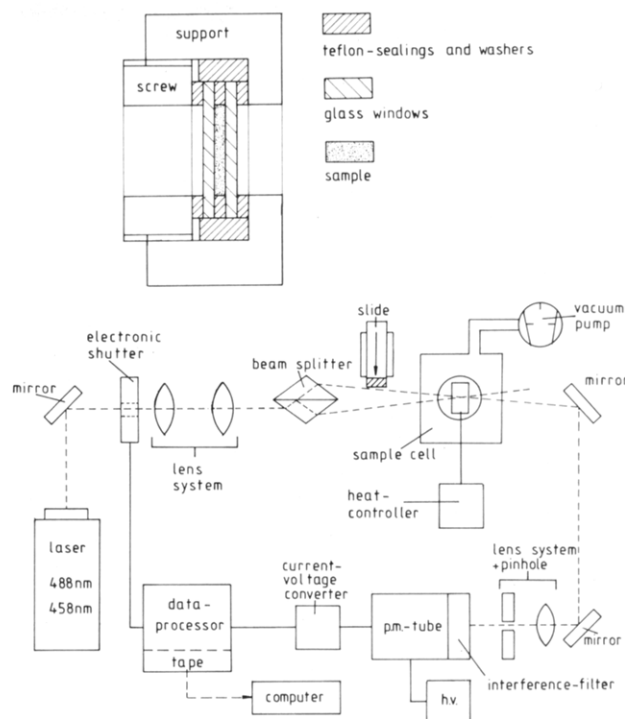 support
screw
teflon-sealings and washers
glass windows
sample
slide
vacuum
pump
electronic
shutter
beam splitter
mirror
mirror
lens
system
sample cell
heat-
controller
laser
488nm
458nm
current-
voltage
converter
lens system
+pinhole
data-
processor
tape
p.m.-tube
mirror
interference-filter
computer
h.v.